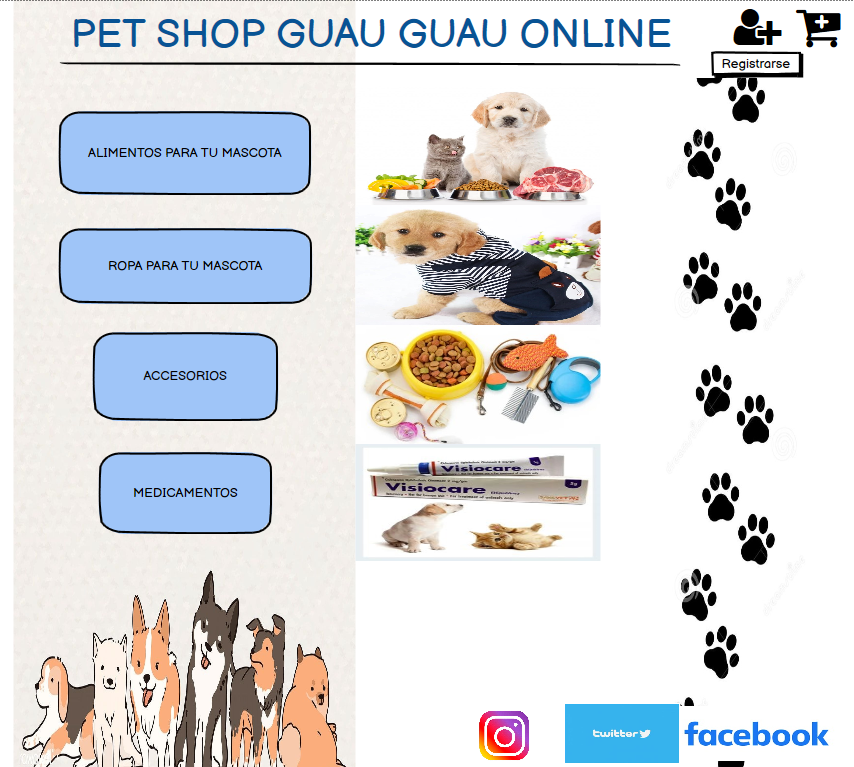 PET SHOP GUAU GUAU ONLINE
Registrarse
ALIMENTOS PARA TU MASCOTA
ROPA PARA TU MASCOTA
ACCESORIOS
Visiocare
Visiocare
MEDICAMENTOS
twitter
facebook